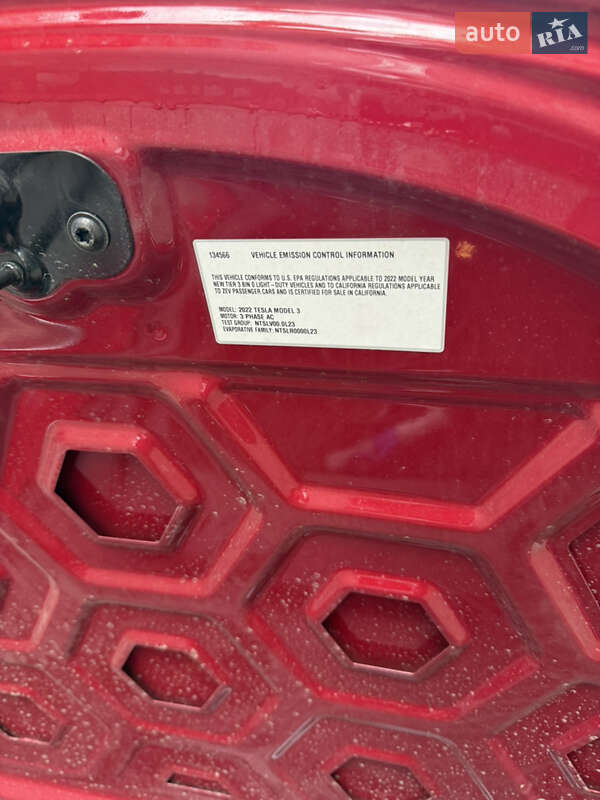 auto RIA .com
134566 VEHICLE EMISSION CONTROL INFORMATION
THIS VEHICLE CONFORMS TO U.S. EPA REGULATIONS APPLICABLE TO 2022 MODEL YEAR
NEW TIER 3 BIN 0 LIGHT-DUTY VEHICLES AND TO CALIFORNIA REGULATIONS APPLICABLE
TO ZEV PASSENGER CARS AND IS CERTIFIED FOR SALE IN CALIFORNIA.
MODEL: 2022 TESLA MODEL 3
MOTOR: 3 PHASE AC
TEST GROUP: NTSLV00.0L23
EVAPORATIVE FAMILY: NTSLR0000L23